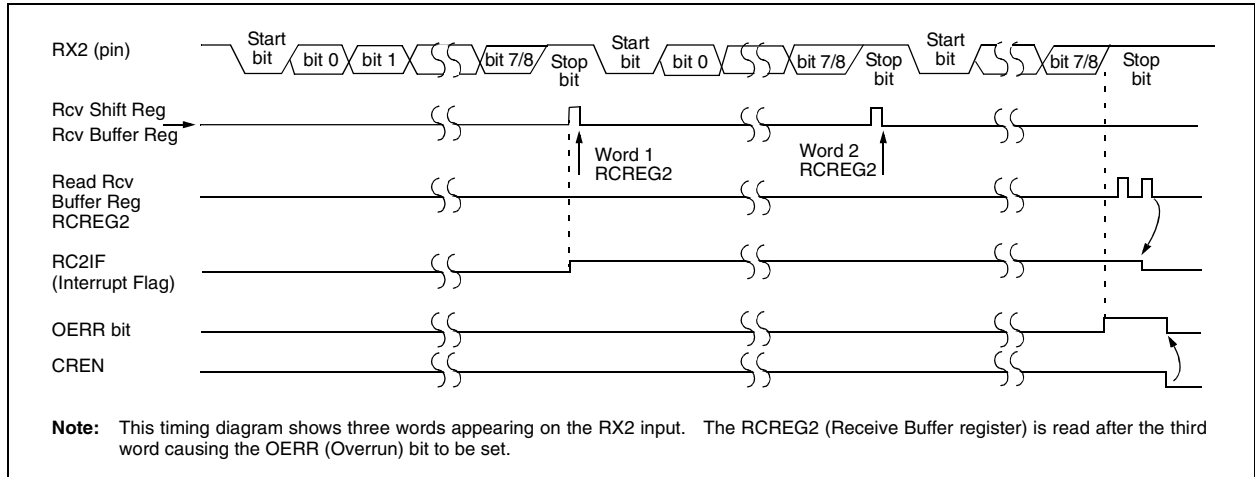 RX2 (pin)
Start bit
bit 0
bit 1
bit 7/8
Stop bit
Start bit
bit 0
bit 7/8
Stop bit
Start bit
bit 7/8
Stop bit
Rcv Shift Reg
Rcv Buffer Reg
Word 1
RCREG2
Word 2
RCREG2
Read Rcv
Buffer Reg
RCREG2
RC2IF
(Interrupt Flag)
OERR bit
CREN
Note: This timing diagram shows three words appearing on the RX2 input. The RCREG2 (Receive Buffer register) is read after the third
word causing the OERR (Overrun) bit to be set.